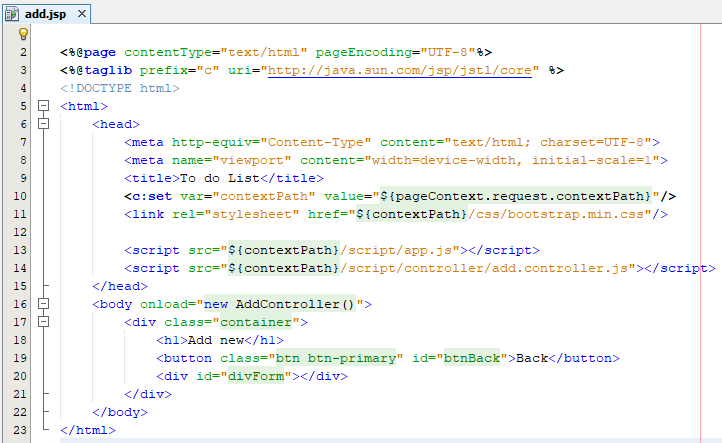 add.jsp
2 <%@page contentType="text/html" pageEncoding="UTF-8"%>
3 <%@taglib prefix="c" uri="http://java.sun.com/jsp/jstl/core" %>
4 <!DOCTYPE html>
5 <html>
6     <head>
7         <meta http-equiv="Content-Type" content="text/html; charset=UTF-8">
8         <meta name="viewport" content="width=device-width, initial-scale=1">
9         <title>To do List</title>
10         <c:set var="contextPath" value="${pageContext.request.contextPath}"/>
11         <link rel="stylesheet" href="${contextPath}/css/bootstrap.min.css"/>
12
13         <script src="${contextPath}/script/app.js"></script>
14         <script src="${contextPath}/script/controller/add.controller.js"></script>
15     </head>
16     <body onload="new AddController()">
17         <div class="container">
18             <h1>Add new</h1>
19             <button class="btn btn-primary" id="btnBack">Back</button>
20             <div id="divForm"></div>
21         </div>
22     </body>
23 </html>